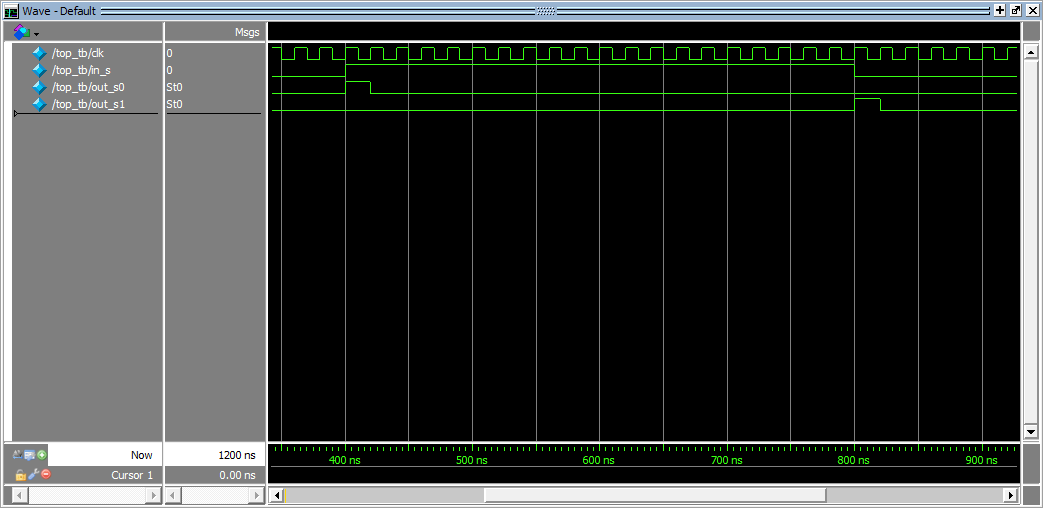 Wave - Default
Msgs
/top_tb/clk 0
/top_tb/in_s 0
/top_tb/out_s0 St0
/top_tb/out_s1 St0
Now 1200 ns
Cursor 1 0.00 ns
400 ns 500 ns 600 ns 700 ns 800 ns 900 ns